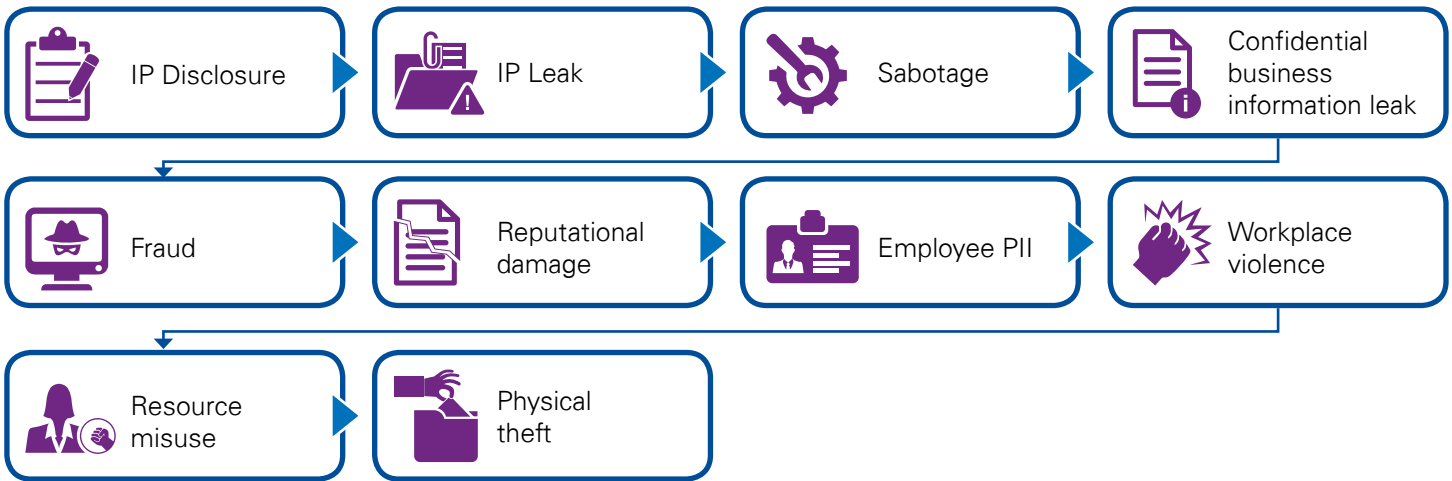 IP Disclosure
IP Leak
Sabotage
Confidential
business
information leak
Fraud
Reputational
damage
Employee PII
Workplace
violence
Resource
misuse
Physical
theft